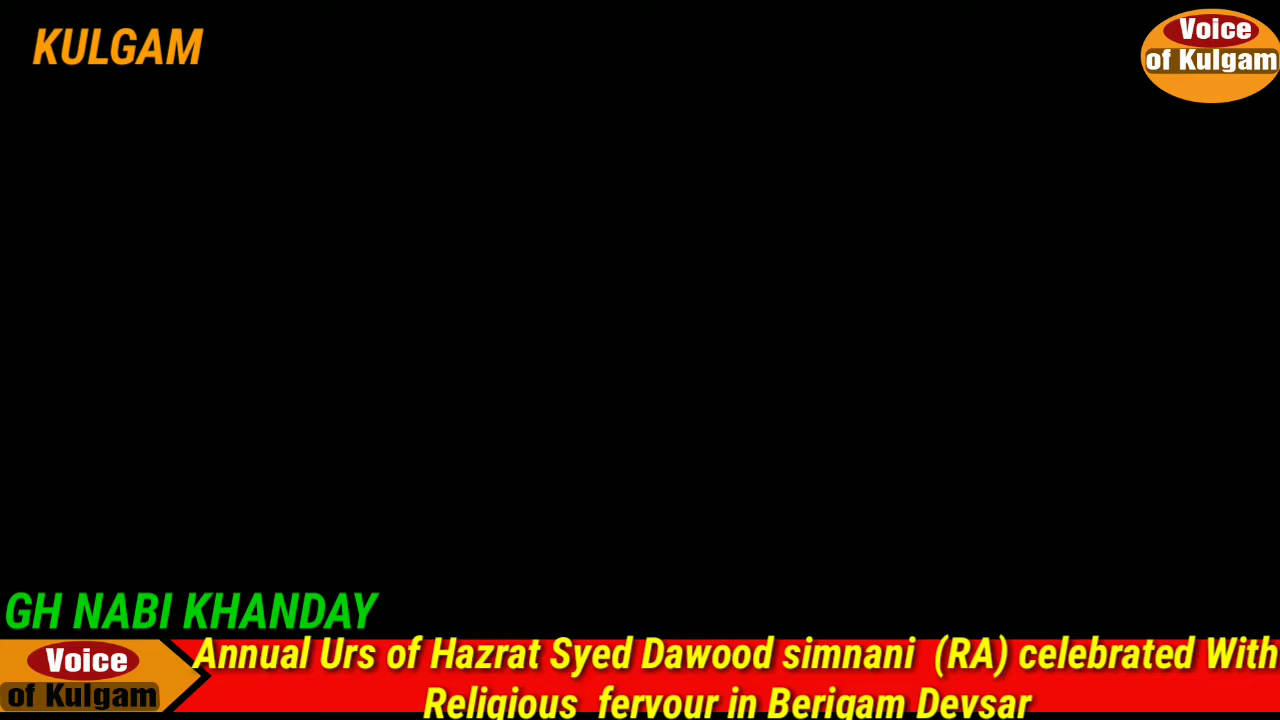 KULGAM
Voice
of Kulgam
GH NABI KHANDAY
Voice
of Kulgam
Annual Urs of Hazrat Syed Dawood simnani (RA) celebrated With
Religious fervour in Berigam Devsar